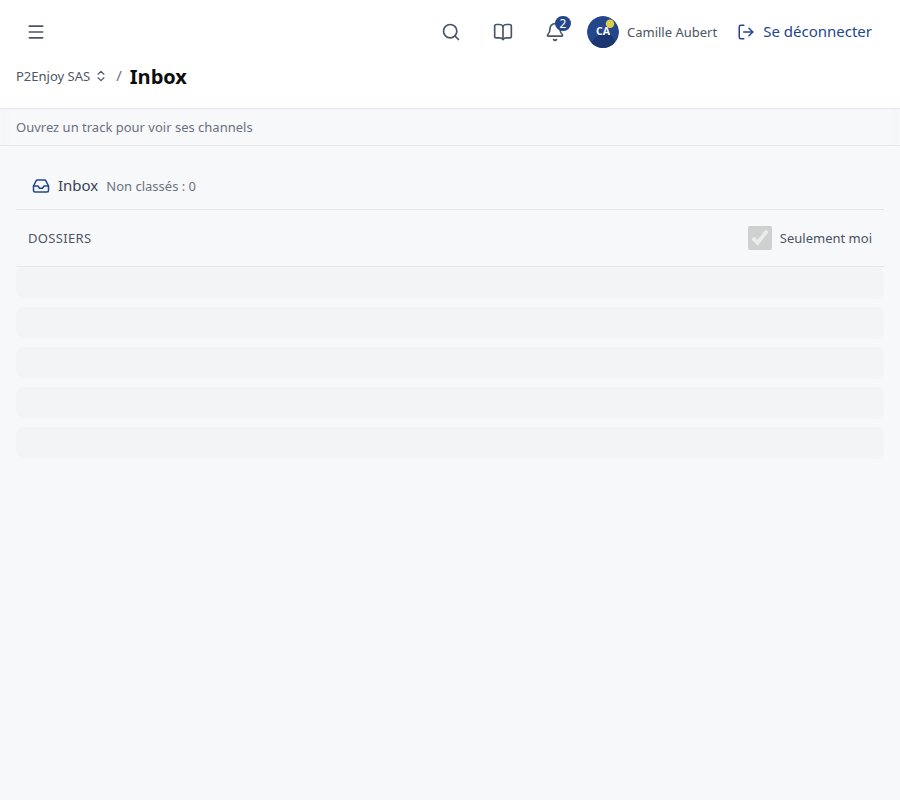 2
CA
Camille Aubert
Se déconnecter
P2Enjoy SAS / Inbox
Ouvrez un track pour voir ses channels
Inbox Non classés : 0
DOSSIERS
Seulement moi